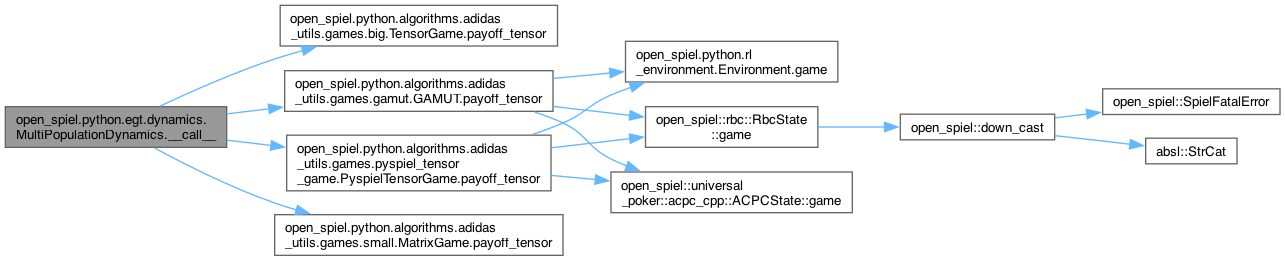 open_spiel.python.egt.dynamics.
MultiPopulationDynamics.__call__
open_spiel.python.algorithms.adidas
_utils.games.big.TensorGame.payoff_tensor
open_spiel.python.algorithms.adidas
_utils.games.gamut.GAMUT.payoff_tensor
open_spiel.python.algorithms.adidas
_utils.games.pyspiel_tensor
_game.PyspielTensorGame.payoff_tensor
open_spiel.python.algorithms.adidas
_utils.games.small.MatrixGame.payoff_tensor
open_spiel.python.rl
_environment.Environment.game
open_spiel::rbc::RbcState
::game
open_spiel::universal
_poker::acpc_cpp::ACPCState::game
open_spiel::down_cast
open_spiel::SpielFatalError
absl::StrCat